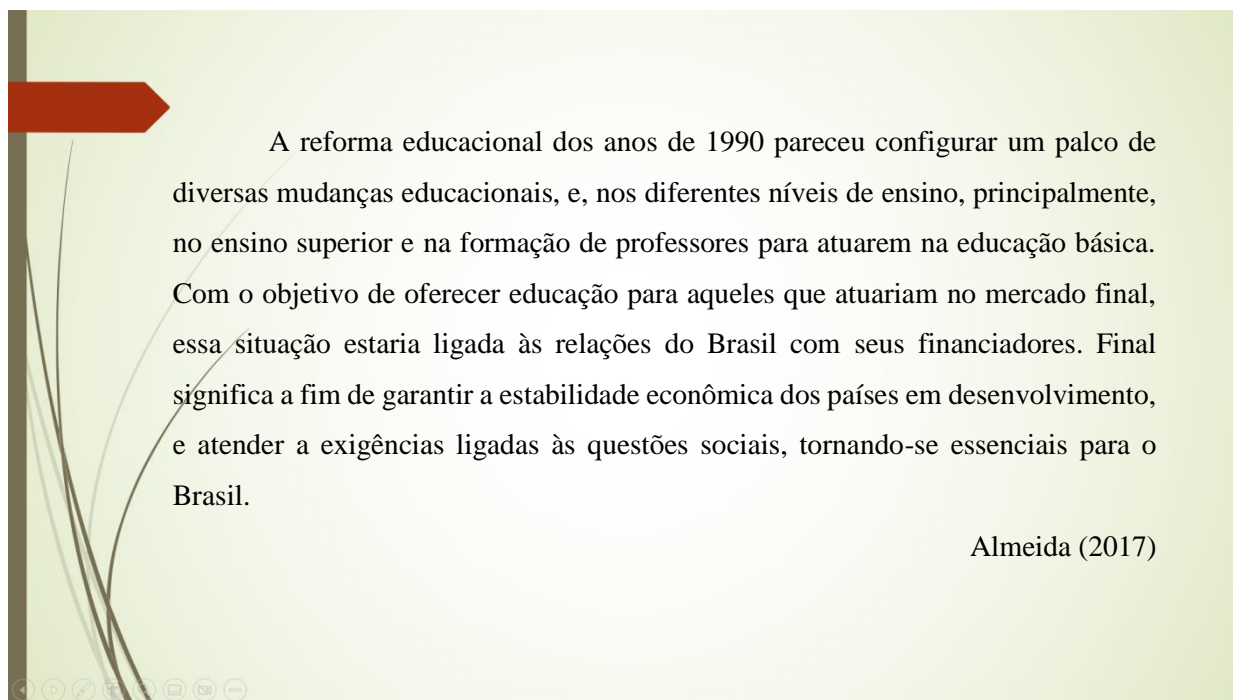 A reforma educacional dos anos de 1990 pareceu configurar um palco de
diversas mudanças educacionais, e, nos diferentes níveis de ensino, principalmente,
no ensino superior e na formação de professores para atuarem na educação básica.
Com o objetivo de oferecer educação para aqueles que atuariam no mercado final,
essa situação estaria ligada às relações do Brasil com seus financiadores. Final
significa a fim de garantir a estabilidade econômica dos países em desenvolvimento,
e atender a exigências ligadas às questões sociais, tornando-se essenciais para o
Brasil.
Almeida (2017)